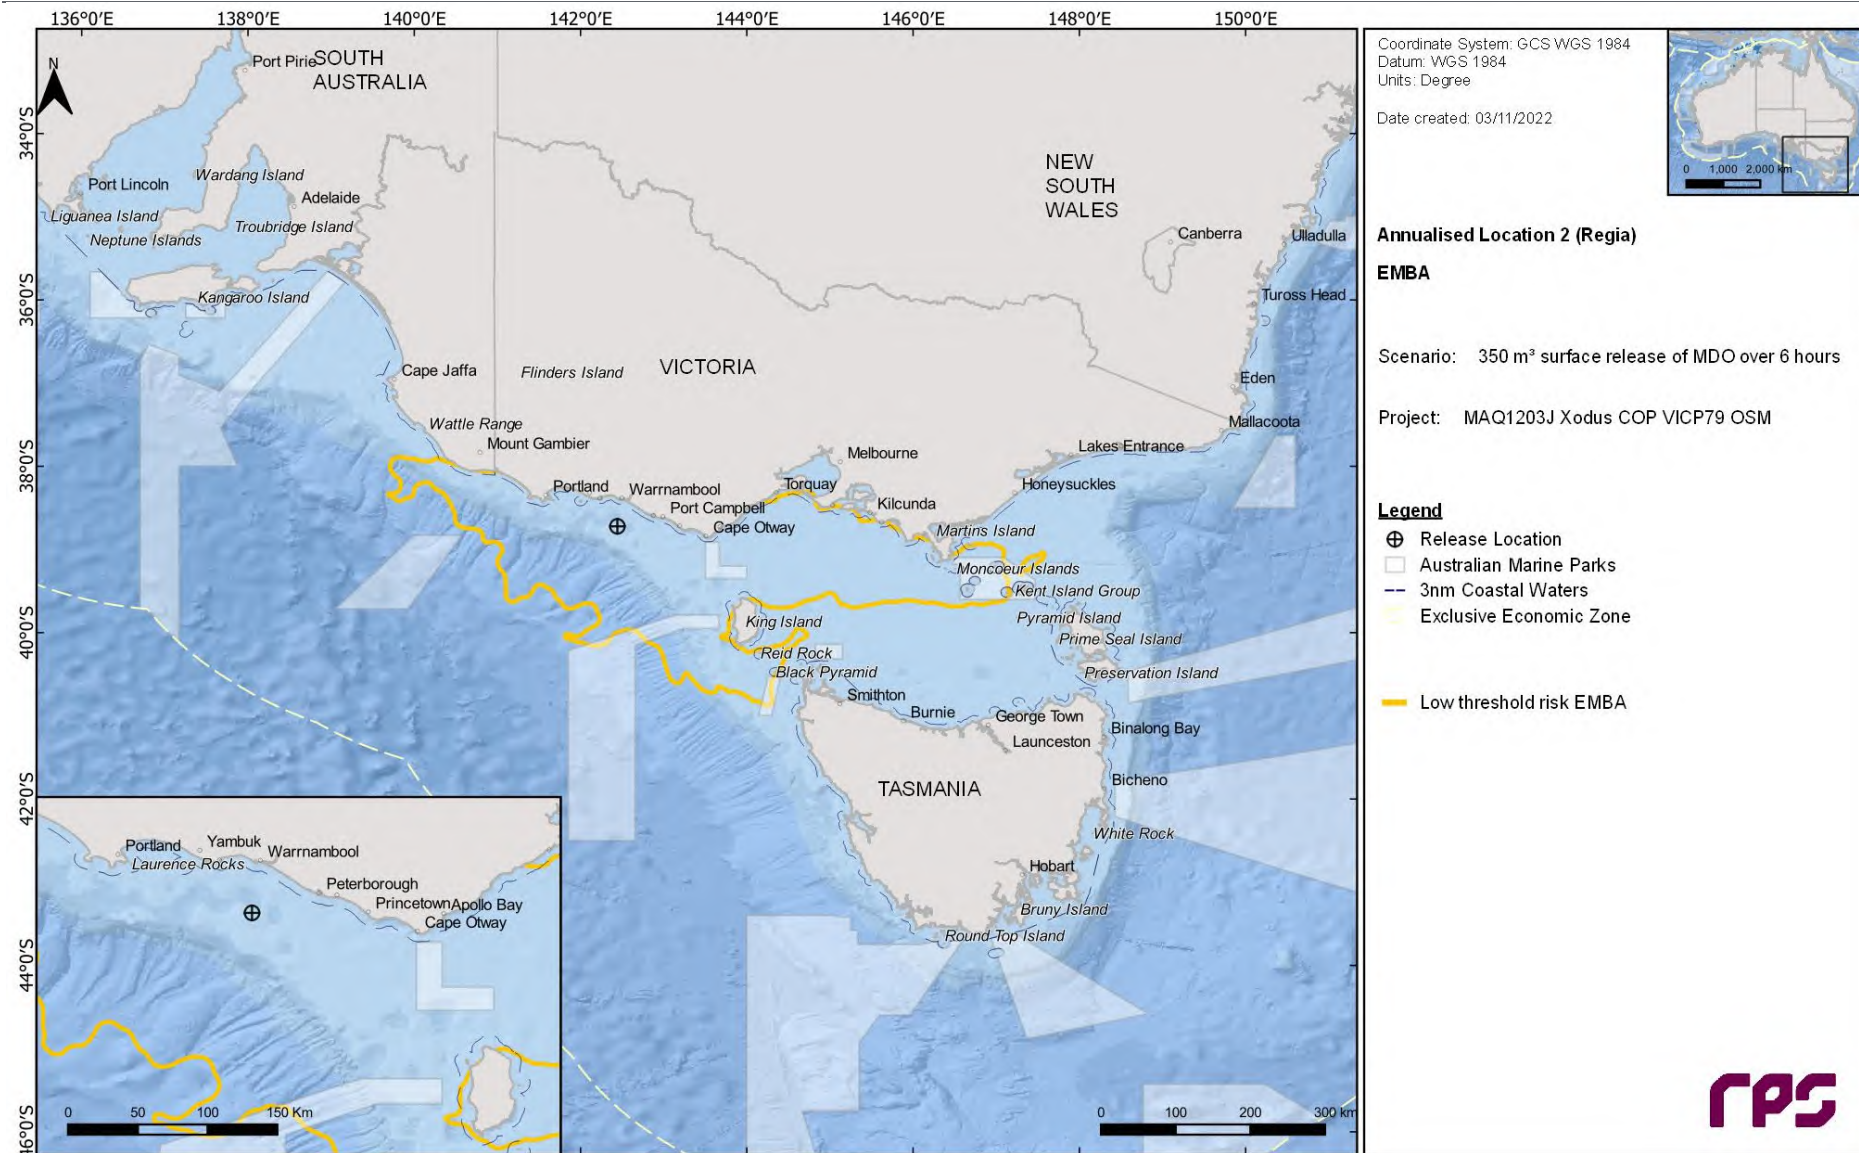 136°0'E 138°0'E 140°0'E 142°0'E 144°0'E 146°0'E 148°0'E 150°0'E
34°0'S
36°0'S
38°0'S
40°0'S
42°0'S
44°0'S
46°0'S
N
Port Pirie
SOUTH
AUSTRALIA
Port Lincoln
Wardang Island
Adelaide
Liguanea Island
Neptune Islands
Troubridge Island
Kangaroo Island
NEW
SOUTH
WALES
Canberra
Ulladulla
Tuross Head
Eden
Mallacoota
Cape Jaffa
Flinders Island
VICTORIA
Wattle Range
Mount Gambier
Melbourne
Lakes Entrance
Portland
Warrnambool
Torquay
Honeysuckles
Port Campbell
Kilcunda
Cape Otway
Martins Island
Moncoeur Islands
Kent Island Group
King Island
Pyramid Island
Prime Seal Island
Reid Rock
Black Pyramid
Preservation Island
Smithton
Burnie
George Town
Binalong Bay
Launceston
TASMANIA
Bicheno
White Rock
Hobart
Bruny Island
Round Top Island
0 100 200 300 km
Portland
Yambuk
Warrnambool
Laurence Rocks
Peterborough
Princetown
Apollo Bay
Cape Otway
0 50 100 150 Km
Coordinate System: GCS WGS 1984
Datum: WGS 1984
Units: Degree
Date created: 03/11/2022
0 1,000 2,000 km
Annualised Location 2 (Regia)
EMBA
Scenario: 350 m³ surface release of MDO over 6 hours
Project: MAQ1203J Xodus COP VICP79 OSM
Legend
Release Location
Australian Marine Parks
3nm Coastal Waters
Exclusive Economic Zone
Low threshold risk EMBA
rps